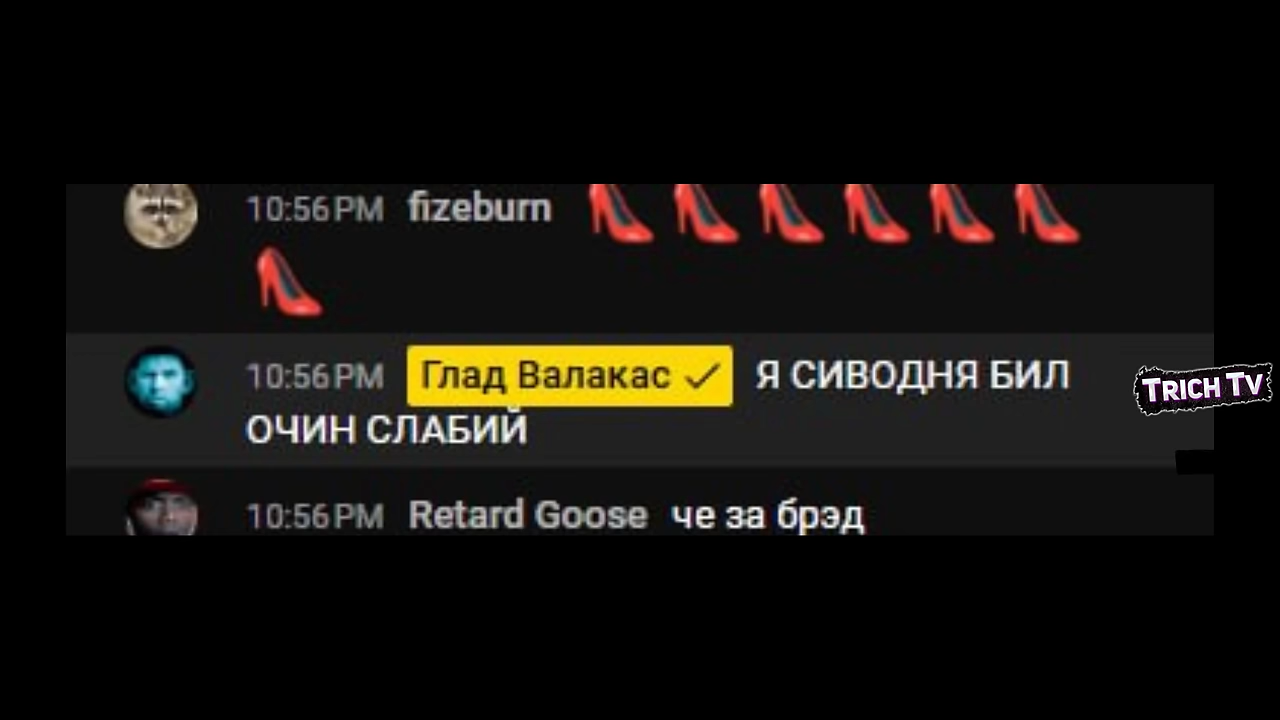 10:56 PM fizeburn
10:56 PM Глад Валакас Я СИВОДНЯ БИЛ
ОЧИН СЛАБИЙ
TRICH TV
10:56 PM Retard Goose че за брэд